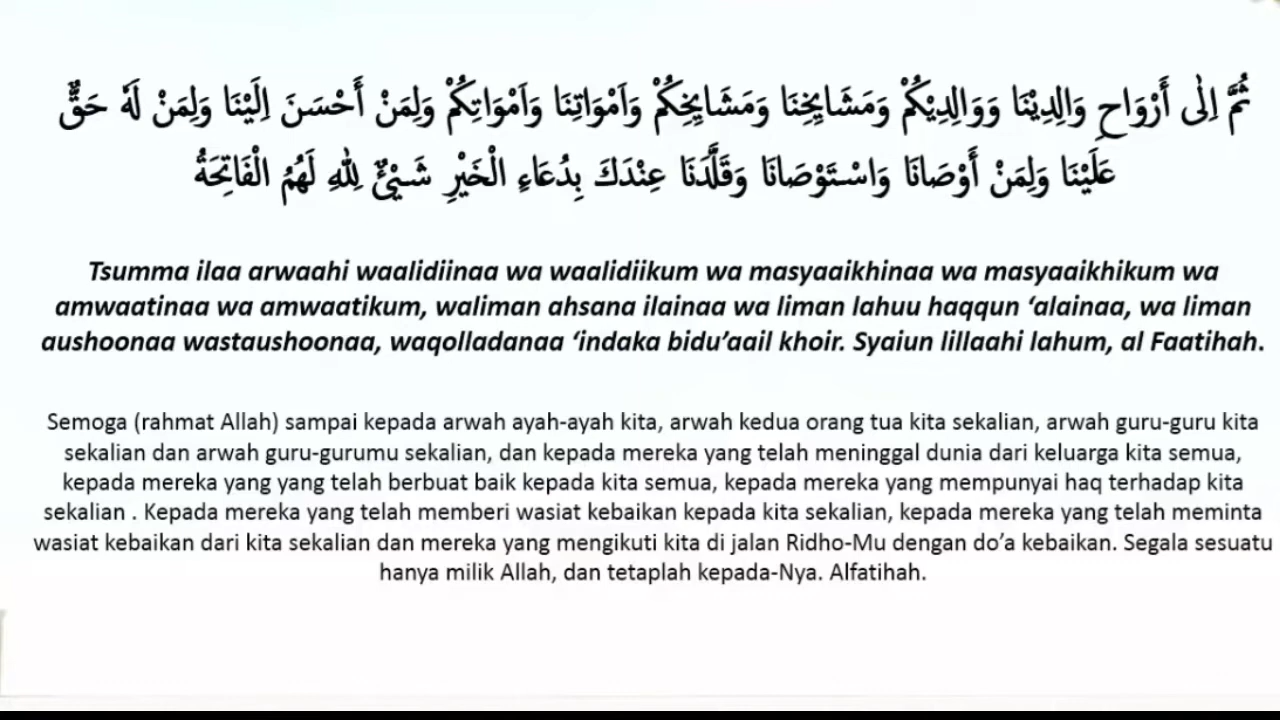 ثُمَّ اِلٰى أَرْوَاحِ وَالِدِيْنَا وَوَالِدِيْكُمْ وَمَشَايِخِنَا وَمَشَايِخِكُمْ وَاَمْوَاتِنَا وَاَمْوَاتِكُمْ وَلِمَنْ أَحْسَنَ اِلَيْنَا وَلِمَنْ لَهُ حَقٌّ
عَلَيْنَا وَلِمَنْ أَوْصَانَا وَاسْتَوْصَانَا وَقَلَّدَنَا عِنْدَكَ بِدُعَاءِ الْخَيْرِ شَيْئٌ لِلّٰهِ لَهُمُ الْفَاتِحَةُ
Tsumma ilaa arwaahi waalidiinaa wa waalidiikum wa masyaaikhinaa wa masyaaikhikum wa
amwaatinaa wa amwaatikum, waliman ahsana ilainaa wa liman lahuu haqqun ‘alainaa, wa liman
aushoonaa wastaushoonaa, waqolladanaa ‘indaka bidu’aail khoir. Syaiun lillaahi lahum, al Faatihah.
Semoga (rahmat Allah) sampai kepada arwah ayah-ayah kita, arwah kedua orang tua kita sekalian, arwah guru-guru kita
sekalian dan arwah guru-gurumu sekalian, dan kepada mereka yang telah meninggal dunia dari keluarga kita semua,
kepada mereka yang yang telah berbuat baik kepada kita semua, kepada mereka yang mempunyai haq terhadap kita
sekalian . Kepada mereka yang telah memberi wasiat kebaikan kepada kita sekalian, kepada mereka yang telah meminta
wasiat kebaikan dari kita sekalian dan mereka yang mengikuti kita di jalan Ridho-Mu dengan do’a kebaikan. Segala sesuatu
hanya milik Allah, dan tetaplah kepada-Nya. Alfatihah.